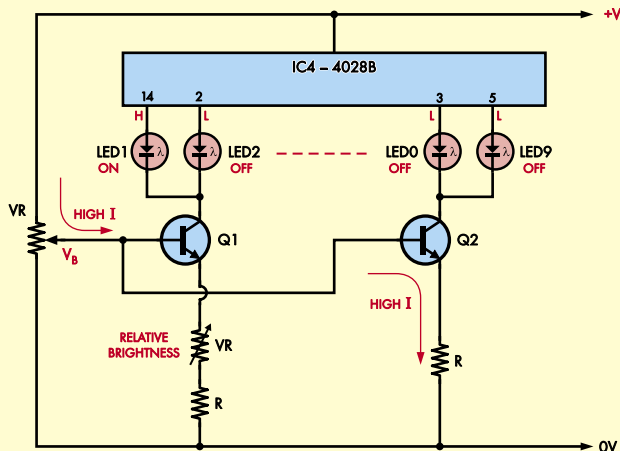 +V
IC4 – 4028B
14 2 3 5
H L L L
LED1 λ λ LED2 LED0 λ λ LED9
ON OFF OFF OFF
VR HIGH I
Q1 Q2
VB
HIGH I
RELATIVE
BRIGHTNESS
VR
R
R
0V